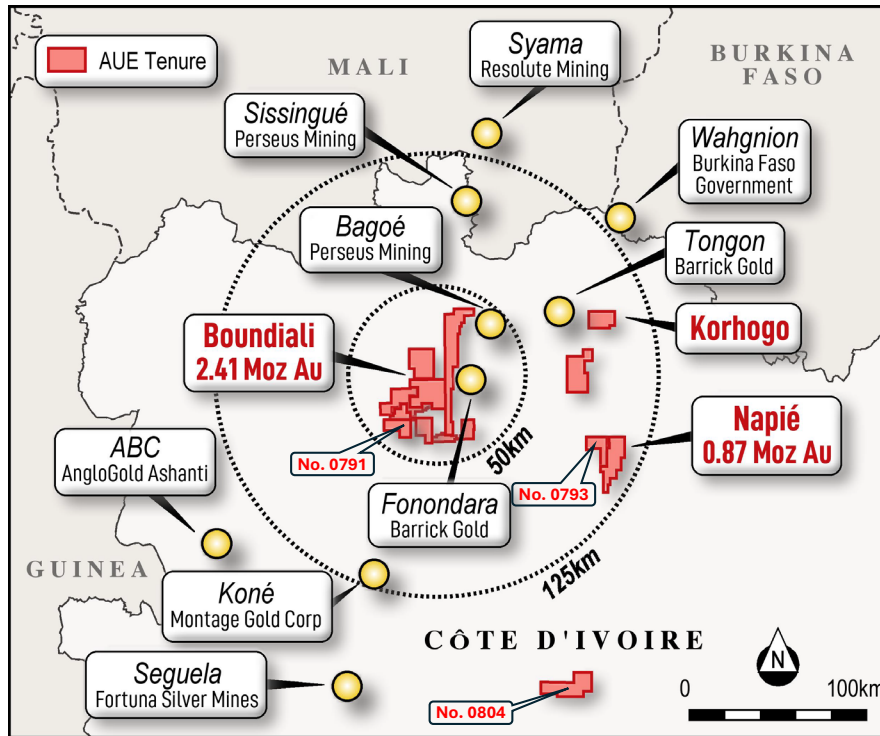 AUE Tenure
MALI
Syama
Resolute Mining
BURKINA
FASO
Sissingué
Perseus Mining
Wahgnion
Burkina Faso
Government
Bagoé
Perseus Mining
Tongon
Barrick Gold
Boundiali
2.41 Moz Au
Korhogo
Napié
0.87 Moz Au
ABC
AngloGold Ashanti
No. 0791
50km
No. 0793
Fonondara
Barrick Gold
GUINEA
125km
Koné
Montage Gold Corp
CÔTE D'IVOIRE
Seguela
Fortuna Silver Mines
No. 0804
N
0
100km